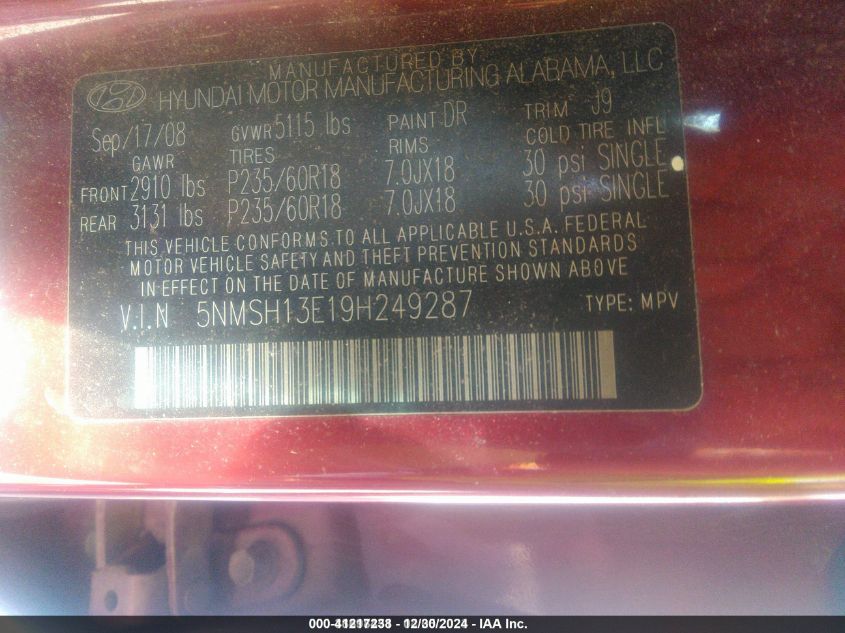 MANUFACTURED BY
HYUNDAI MOTOR MANUFACTURING ALABAMA, LLC
Sep/17/08 GVWR 5115 lbs PAINT DR TRIM J9
GAWR TIRES RIMS COLD TIRE INFL
FRONT 2910 lbs P235/60R18 7.0JX18 30 psi SINGLE
REAR 3131 lbs P235/60R18 7.0JX18 30 psi SINGLE
THIS VEHICLE CONFORMS TO ALL APPLICABLE U.S.A. FEDERAL
MOTOR VEHICLE SAFETY AND THEFT PREVENTION STANDARDS
IN EFFECT ON THE DATE OF MANUFACTURE SHOWN ABOVE.
V.I.N 5NMSH13E19H249287 TYPE: MPV
12/30/2024 - IAA Inc.